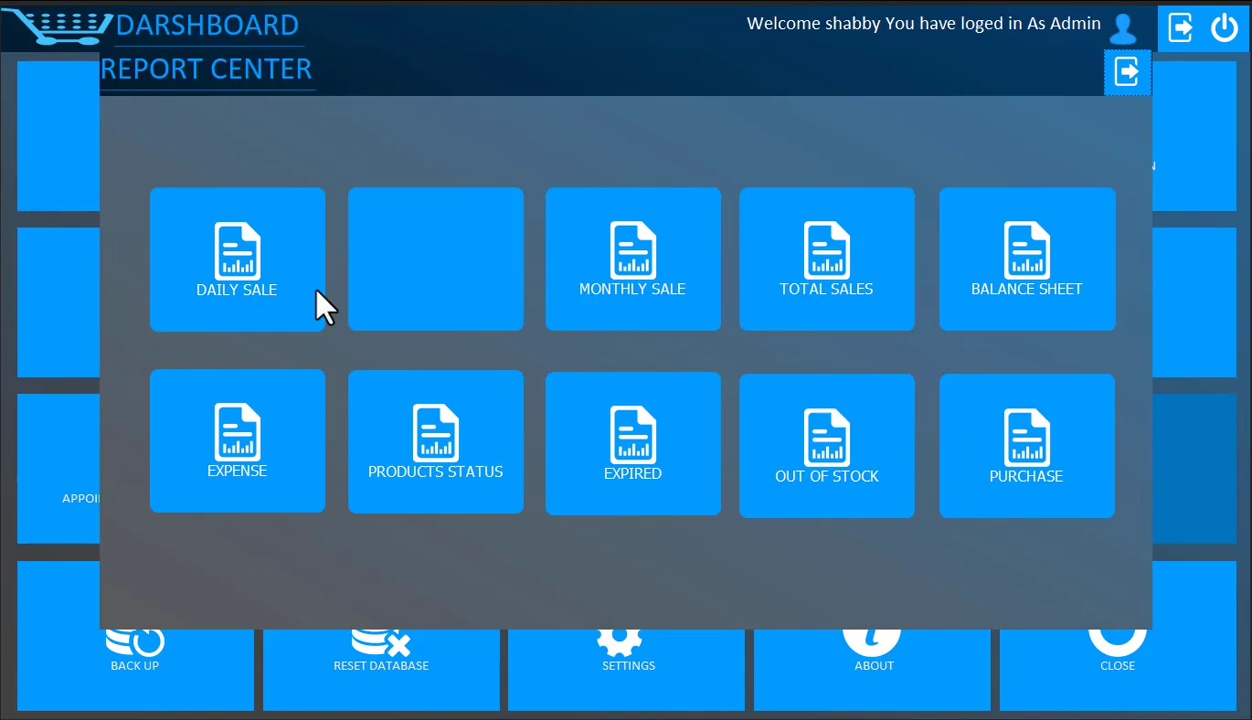 DARSHBOARD
Welcome shabby You have loged in As Admin
REPORT CENTER
N
DAILY SALE
MONTHLY SALE
TOTAL SALES
BALANCE SHEET
EXPENSE
PRODUCTS STATUS
EXPIRED
OUT OF STOCK
PURCHASE
APPOI
BACK UP
RESET DATABASE
SETTINGS
ABOUT
CLOSE